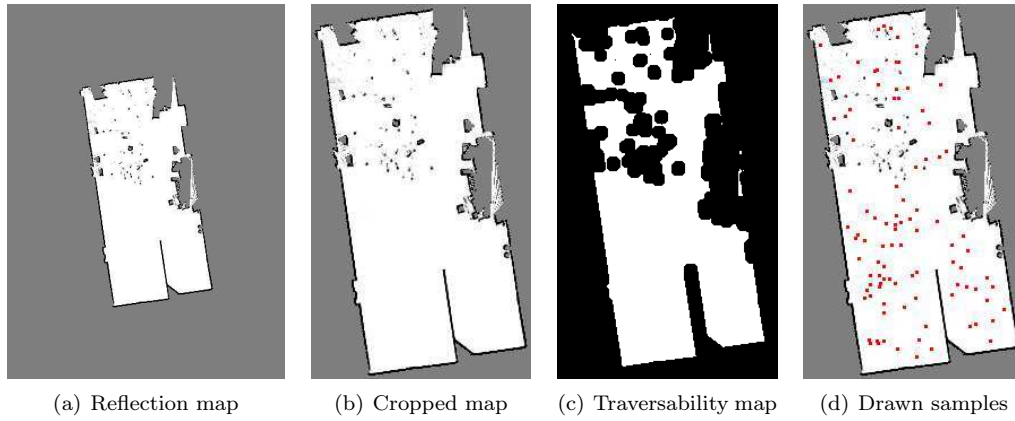 (a) Reflection map
(b) Cropped map
(c) Traversability map
(d) Drawn samples